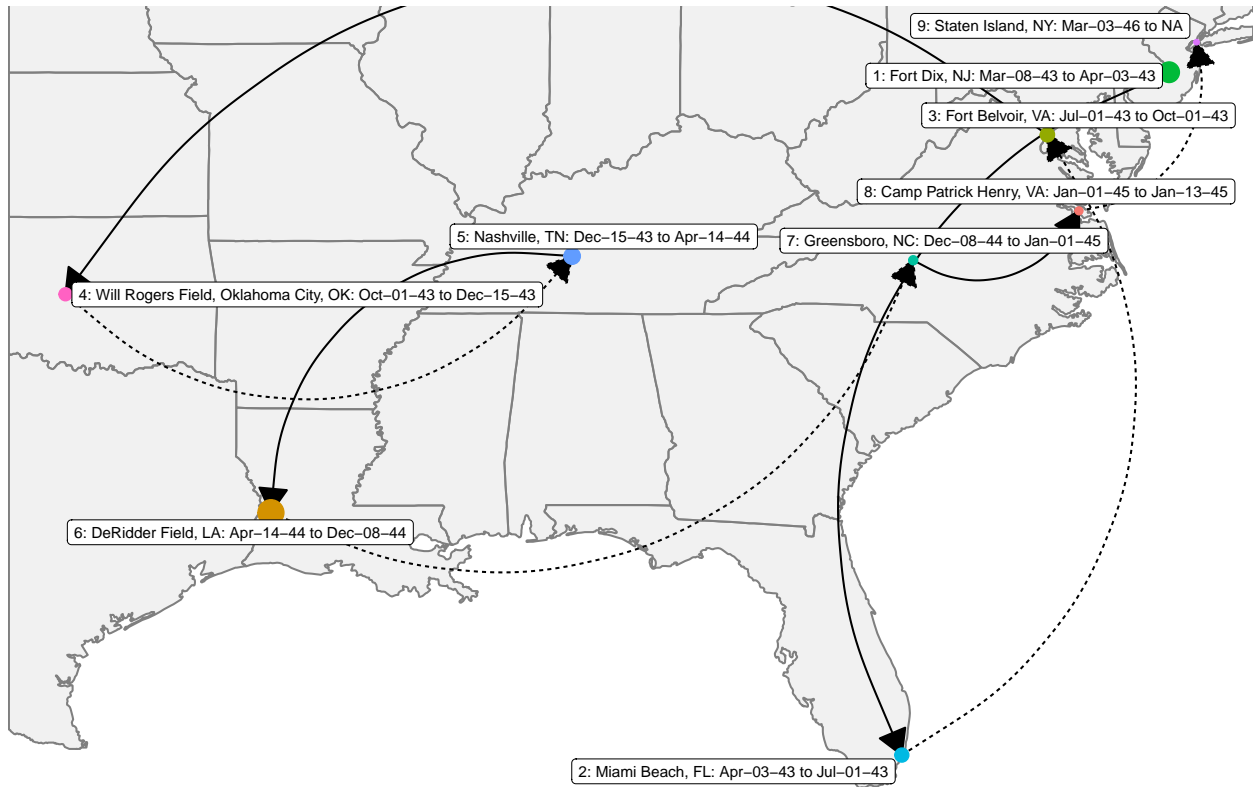 9: Staten Island, NY: Mar−03−46 to NA
1: Fort Dix, NJ: Mar−08−43 to Apr−03−43
3: Fort Belvoir, VA: Jul−01−43 to Oct−01−43
8: Camp Patrick Henry, VA: Jan−01−45 to Jan−13−45
5: Nashville, TN: Dec−15−43 to Apr−14−44
7: Greensboro, NC: Dec−08−44 to Jan−01−45
4: Will Rogers Field, Oklahoma City, OK: Oct−01−43 to Dec−15−43
6: DeRidder Field, LA: Apr−14−44 to Dec−08−44
2: Miami Beach, FL: Apr−03−43 to Jul−01−43